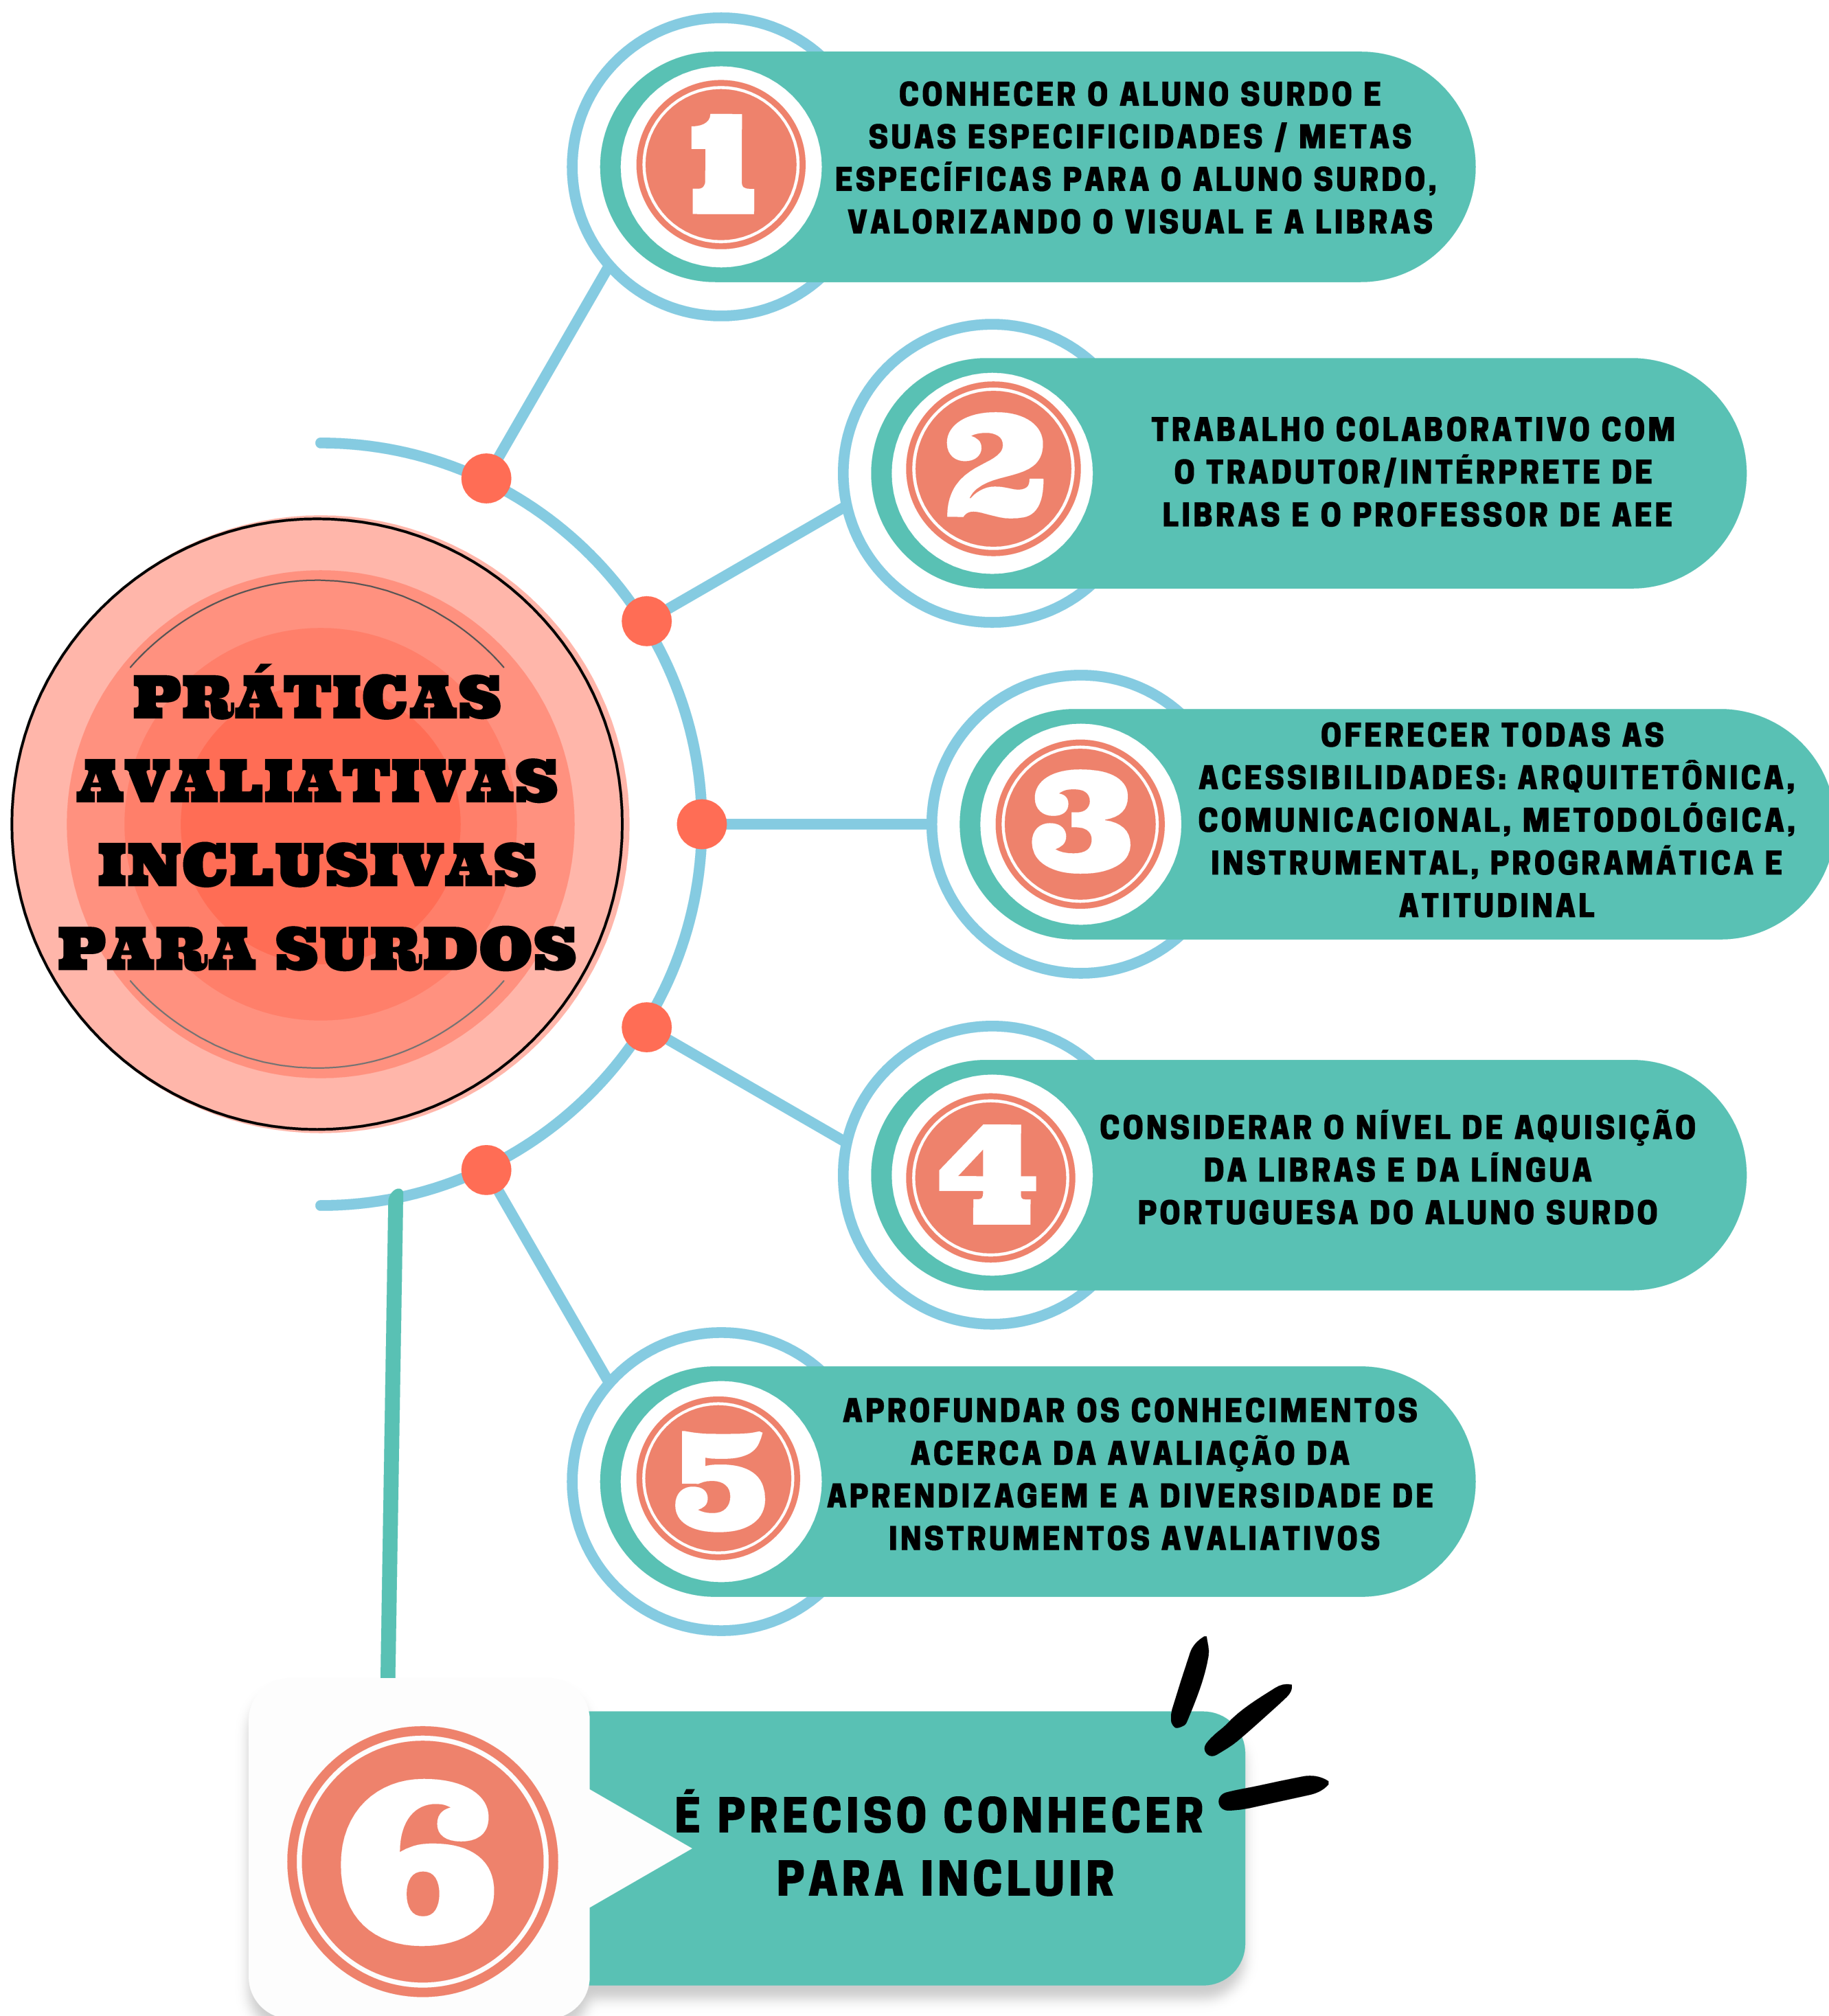 PRÁTICAS
AVALIATIVAS
INCLUSIVAS
PARA SURDOS
1
CONHECER O ALUNO SURDO E
SUAS ESPECIFICIDADES / METAS
ESPECÍFICAS PARA O ALUNO SURDO,
VALORIZANDO O VISUAL E A LIBRAS
2
TRABALHO COLABORATIVO COM
O TRADUTOR/INTÉRPRETE DE
LIBRAS E O PROFESSOR DE AEE
3
OFERECER TODAS AS
ACESSIBILIDADES: ARQUITETÔNICA,
COMUNICACIONAL, METODOLÓGICA,
INSTRUMENTAL, PROGRAMÁTICA E
ATITUDINAL
4
CONSIDERAR O NÍVEL DE AQUISIÇÃO
DA LIBRAS E DA LÍNGUA
PORTUGUESA DO ALUNO SURDO
5
APROFUNDAR OS CONHECIMENTOS
ACERCA DA AVALIAÇÃO DA
APRENDIZAGEM E A DIVERSIDADE DE
INSTRUMENTOS AVALIATIVOS
6
É PRECISO CONHECER
PARA INCLUIR